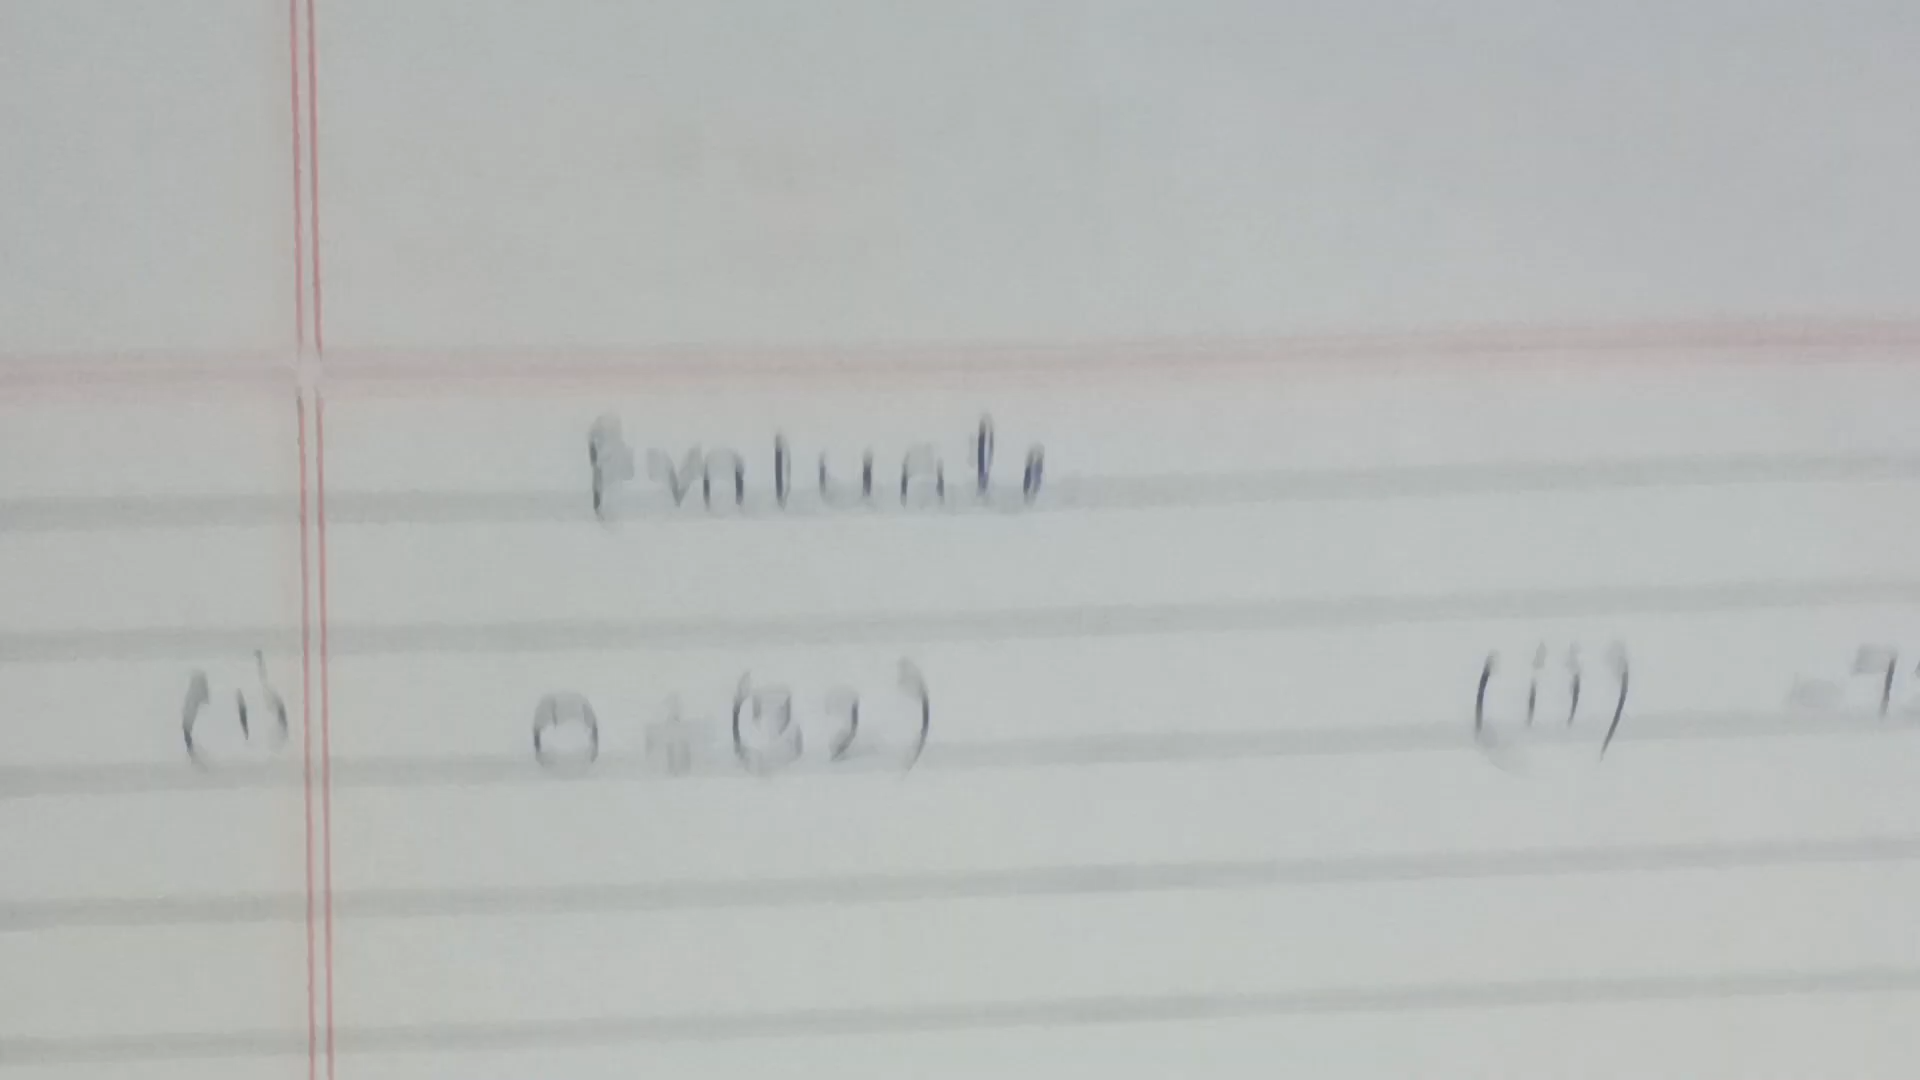 Evaluate
(i) 0 ÷ (32) (ii)